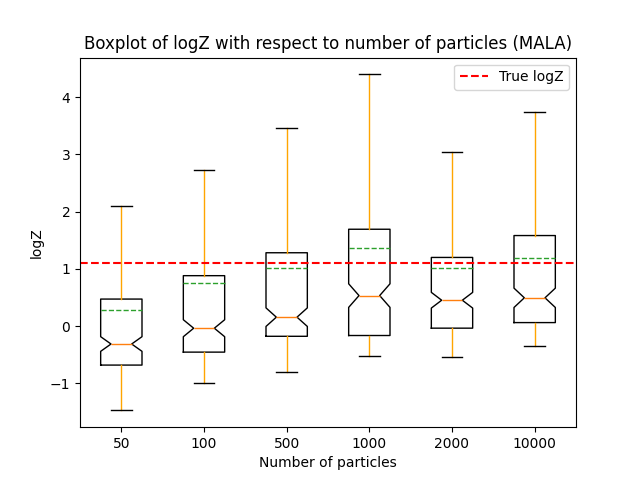 Boxplot of logZ with respect to number of particles (MALA)
True logZ
4
3
2
1
0
−1
logZ
50 100 500 1000 2000 10000
Number of particles